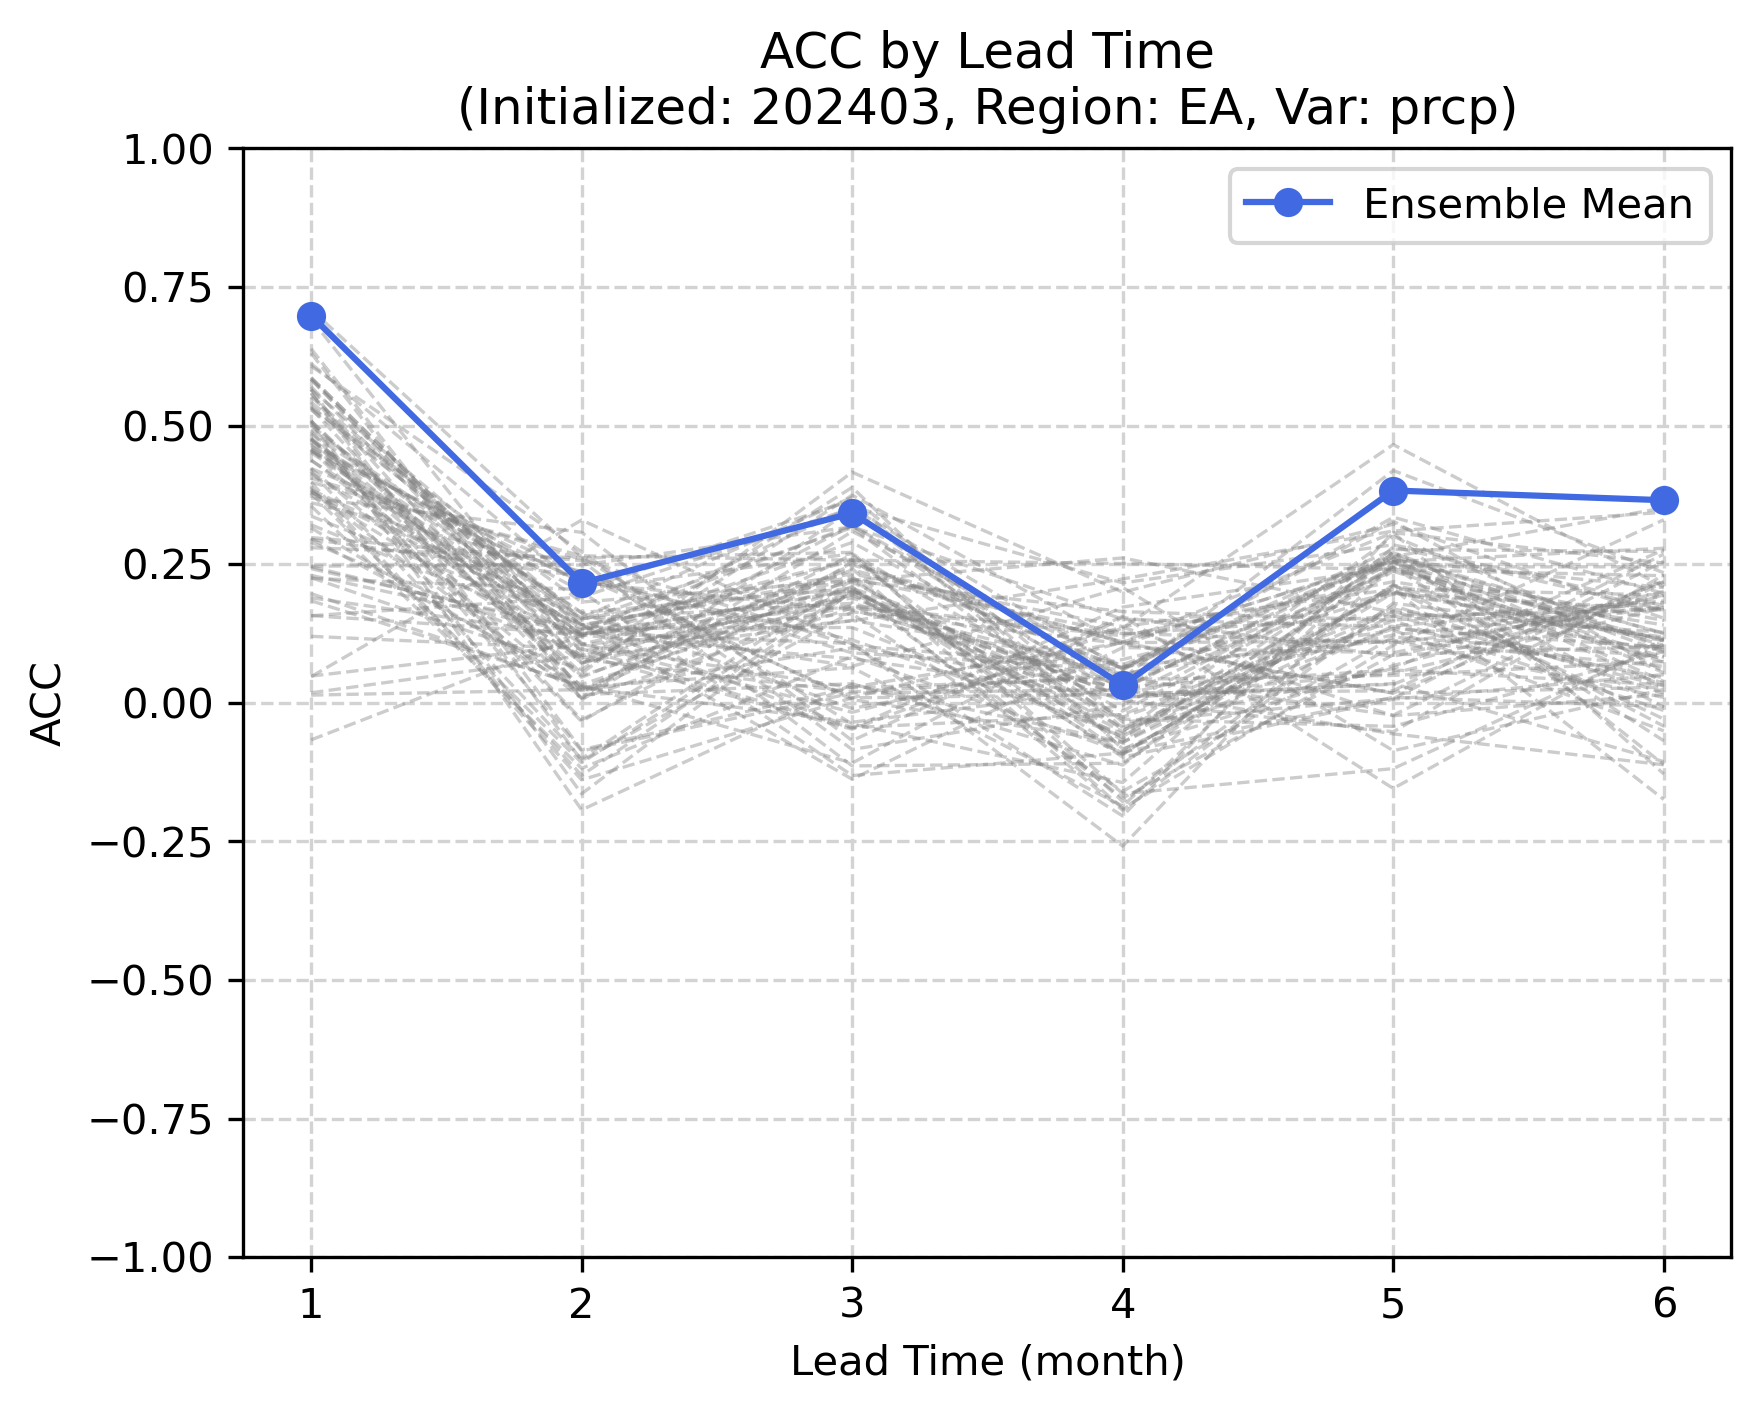 ACC by Lead Time
(Initialized: 202403, Region: EA, Var: prcp)
Ensemble Mean
1.00
0.75
0.50
0.25
0.00
−0.25
−0.50
−0.75
−1.00
ACC
1 2 3 4 5 6
Lead Time (month)